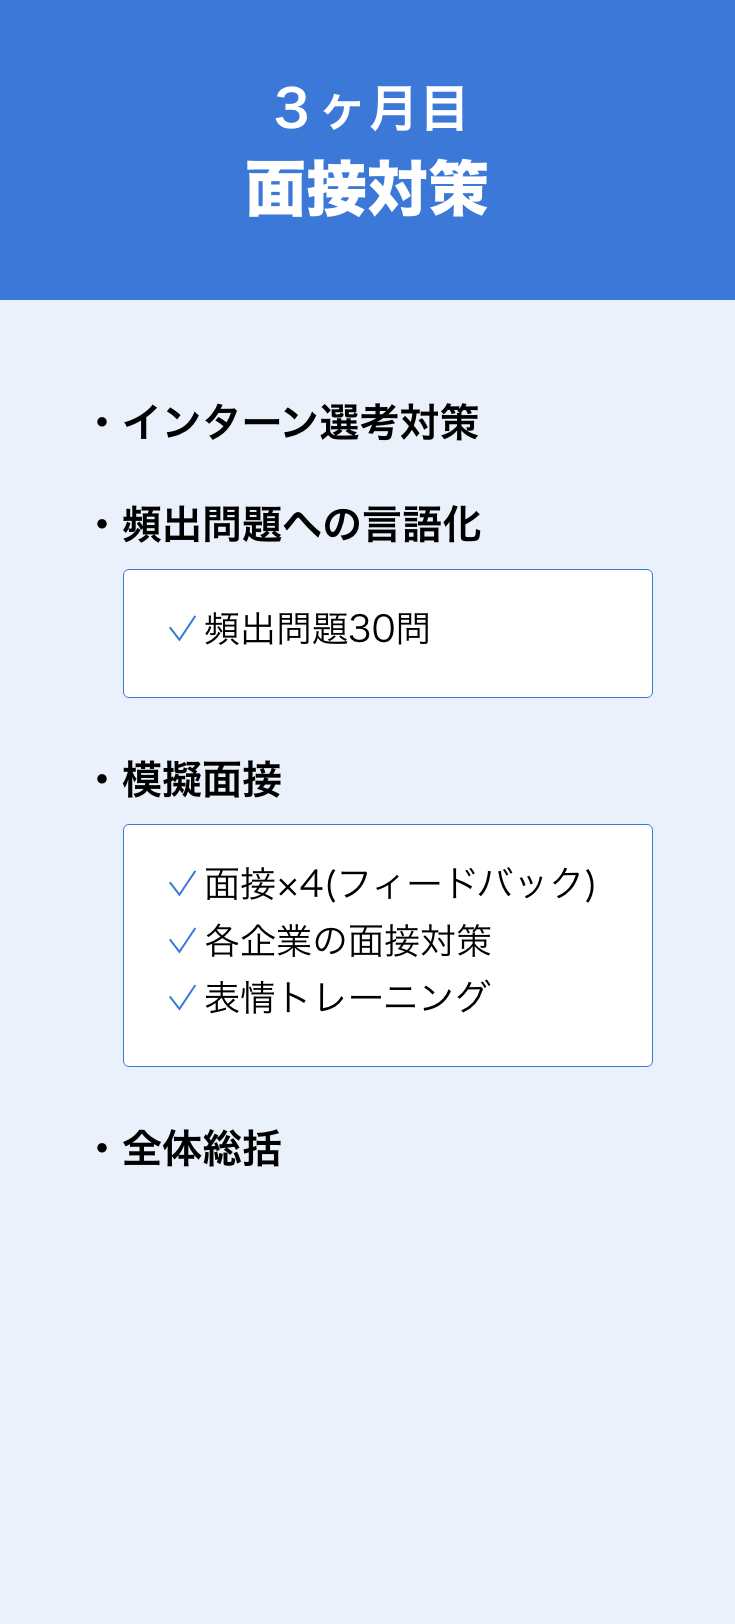 ３ヶ月目
面接対策
・インターン選考対策
・頻出問題への言語化
✓ 頻出問題30問
・模擬面接
✓ 面接×4(フィードバック)
✓ 各企業の面接対策
✓ 表情トレーニング
・全体総括